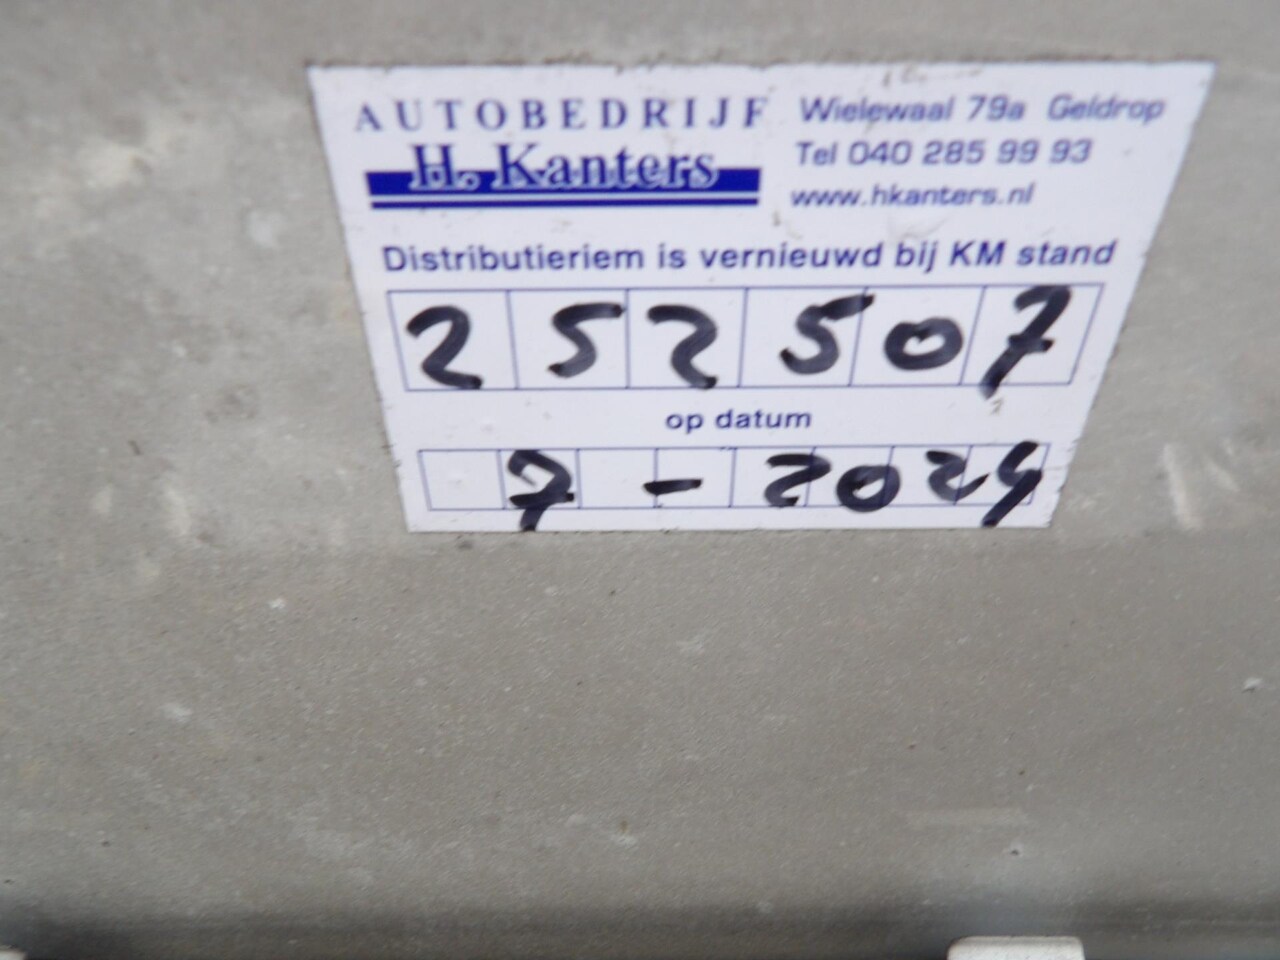 AUTOBEDRIJF
H. Kanters
Wielewaal 79a Geldrop
Tel 040 285 99 93
www.hkanters.nl
Distributieriem is vernieuwd bij KM stand
252507
op datum
7-2024